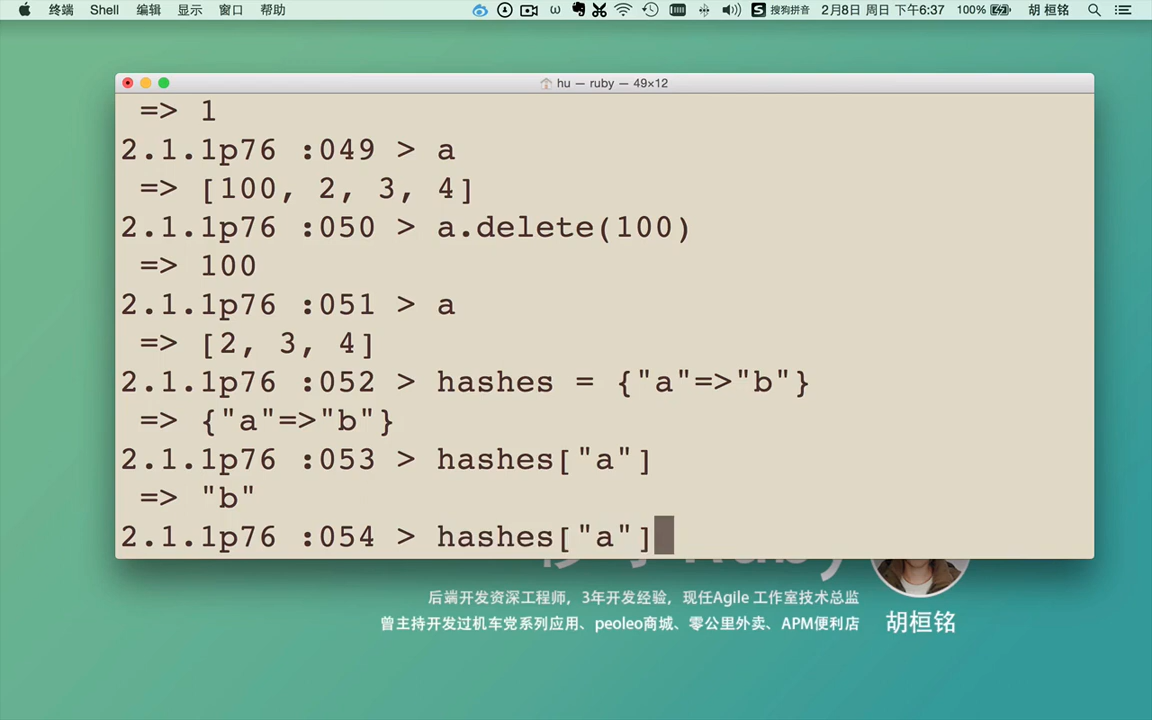 终端 Shell 编辑 显示 窗口 帮助 搜狗拼音 2月8日 周日 下午6:37 100% 胡 桓铭
hu — ruby — 49×12
=> 1
2.1.1p76 :049 > a
=> [100, 2, 3, 4]
2.1.1p76 :050 > a.delete(100)
=> 100
2.1.1p76 :051 > a
=> [2, 3, 4]
2.1.1p76 :052 > hashes = {"a"=>"b"}
=> {"a"=>"b"}
2.1.1p76 :053 > hashes["a"]
=> "b"
2.1.1p76 :054 > hashes["a"]
后端开发资深工程师，3年开发经验，现任Agile 工作室技术总监
曾主持开发过机车党系列应用、peoleo商城、零公里外卖、APM便利店
胡桓铭